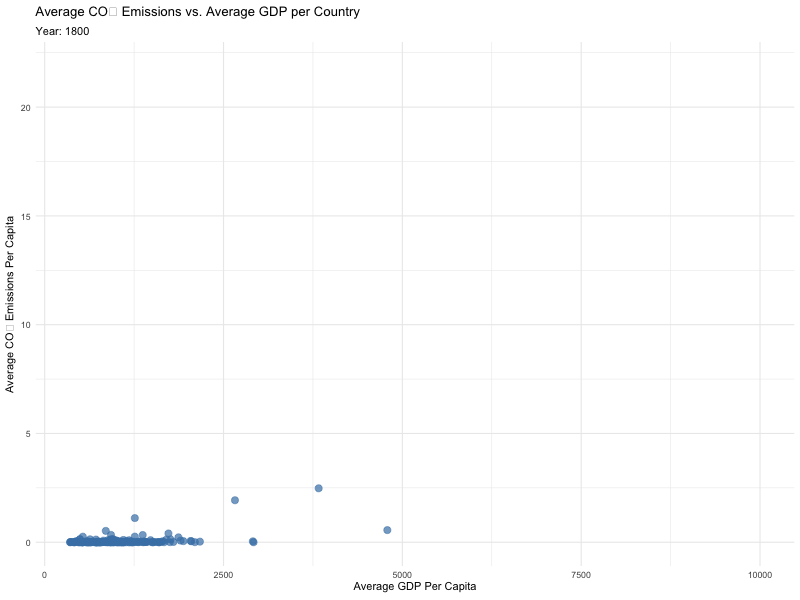 Average CO□ Emissions vs. Average GDP per Country
Year: 1800
Average CO□ Emissions Per Capita
20
15
10
5
0
0 2500 5000 7500 10000
Average GDP Per Capita